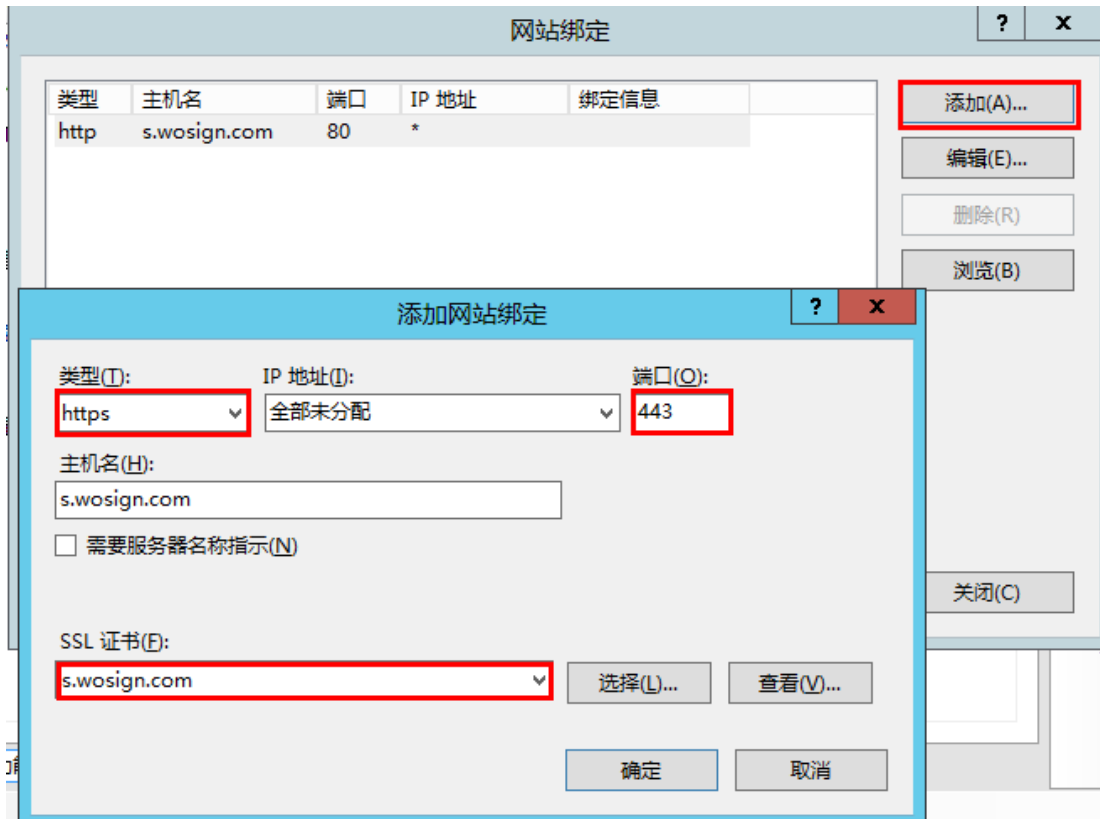 网站绑定
? x
类型 主机名 端口 IP 地址 绑定信息
http s.wosign.com 80 *
添加(A)...
编辑(E)...
删除(R)
浏览(B)
添加网站绑定
? x
类型(T): IP 地址(I): 端口(O):
https 全部未分配 443
主机名(H):
s.wosign.com
需要服务器名称指示(N)
关闭(C)
SSL 证书(F):
s.wosign.com 选择(L)... 查看(V)...
确定 取消